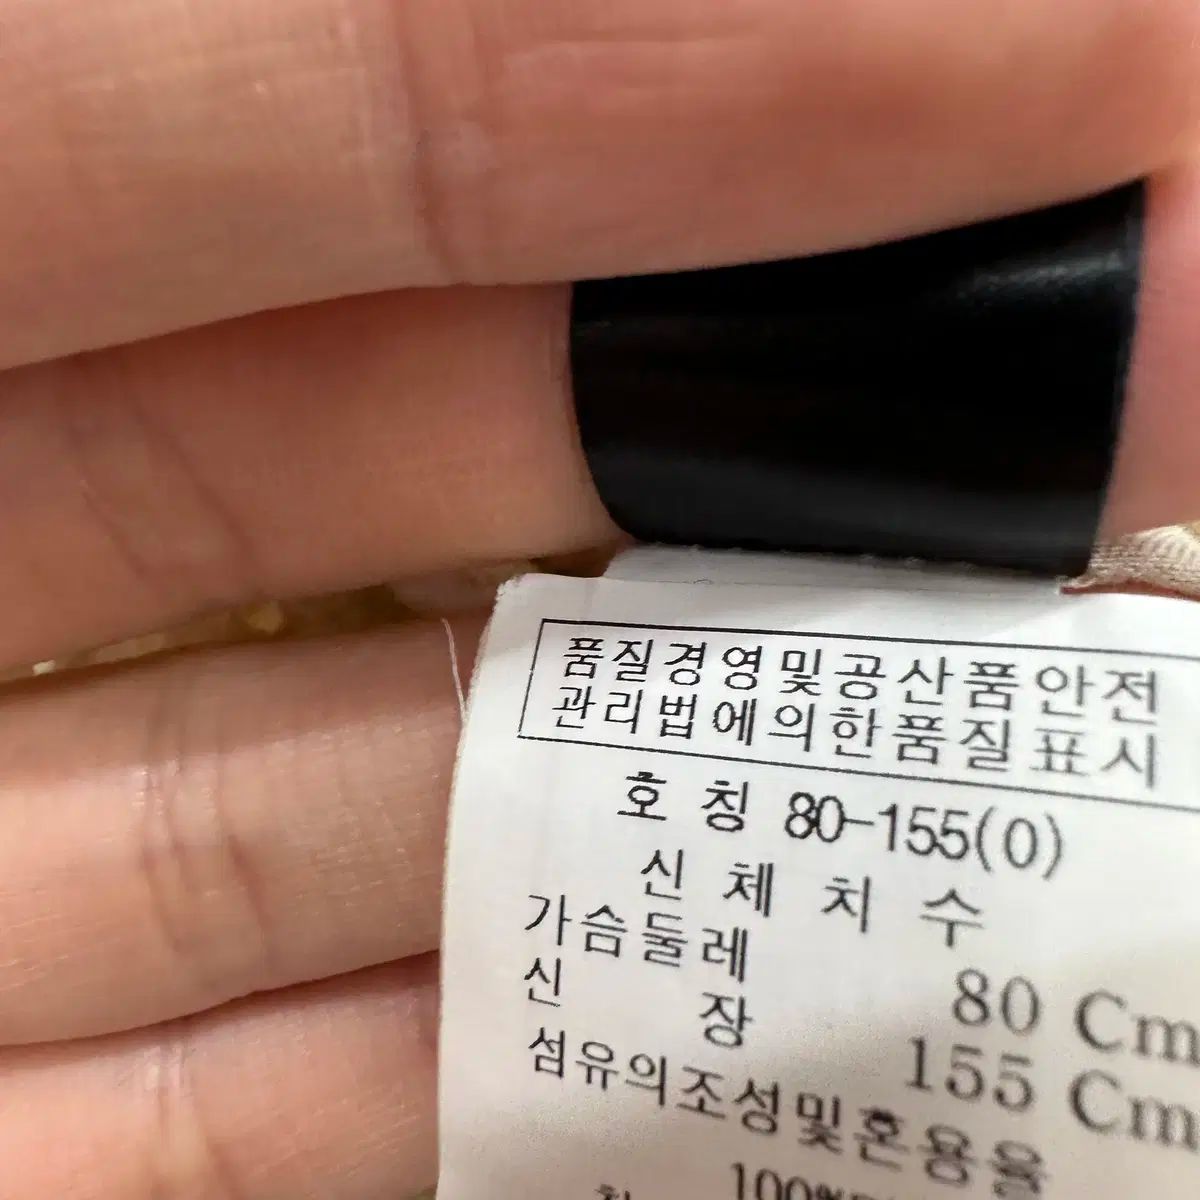 품질경영및공산품안전
관리법에의한품질표시
호 칭 80-155(0)
신 체 치 수
가슴둘레 80 Cm
신 장 155 Cm
섬유의조성및혼용율
100%